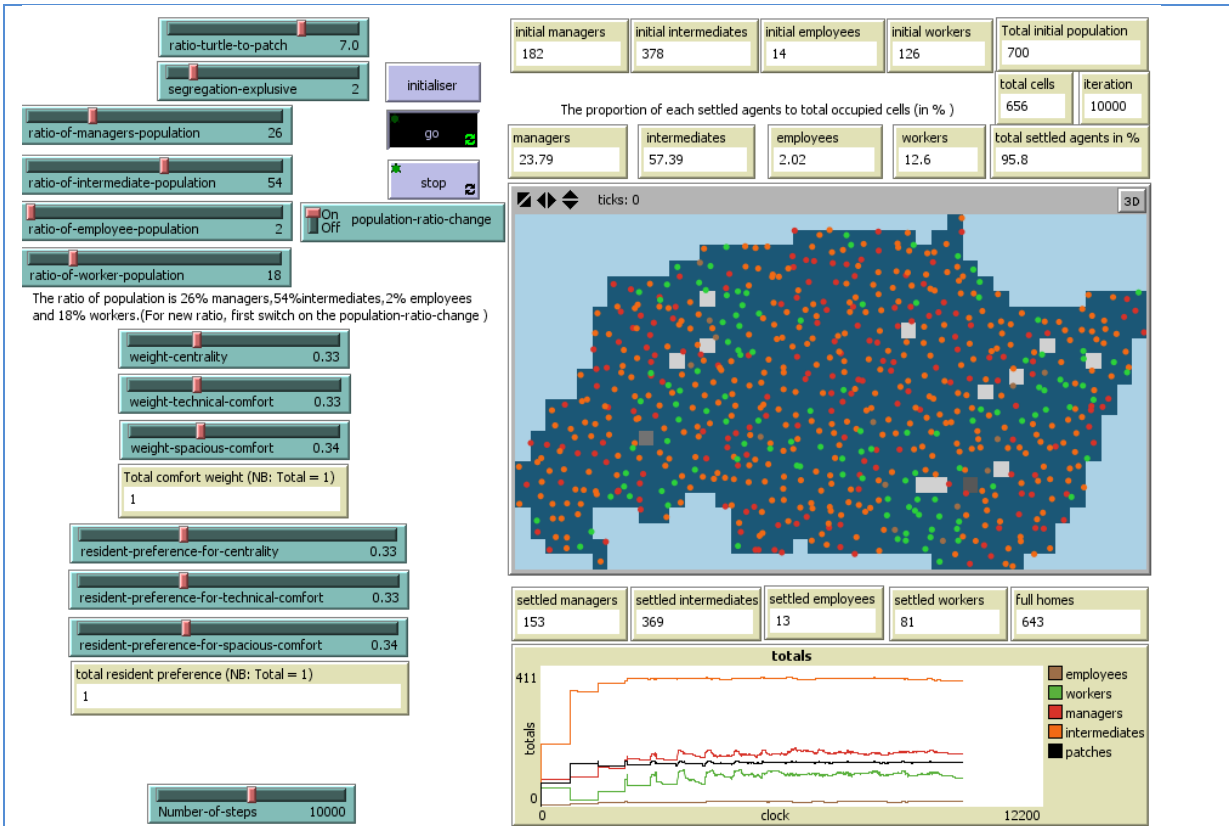 ratio-turtle-to-patch 7.0
segregation-explusive 2
initialiser
ratio-of-managers-population 26
go
ratio-of-intermediate-population 54
stop
ratio-of-employee-population 2
On
Off
population-ratio-change
ratio-of-worker-population 18
The ratio of population is 26% managers,54%intermediates,2% employees
and 18% workers.(For new ratio, first switch on the population-ratio-change )
weight-centrality 0.33
weight-technical-comfort 0.33
weight-spacious-comfort 0.34
Total comfort weight (NB: Total = 1)
1
resident-preference-for-centrality 0.33
resident-preference-for-technical-comfort 0.33
resident-preference-for-spacious-comfort 0.34
total resident preference (NB: Total = 1)
1
Number-of-steps 10000
initial managers
182
initial intermediates
378
initial employees
14
initial workers
126
Total initial population
700
total cells
656
iteration
10000
The proportion of each settled agents to total occupied cells (in % )
managers
23.79
intermediates
57.39
employees
2.02
workers
12.6
total settled agents in %
95.8
ticks: 0
3D
settled managers
153
settled intermediates
369
settled employees
13
settled workers
81
full homes
643
totals
411
totals
0
0
clock
12200
employees
workers
managers
intermediates
patches